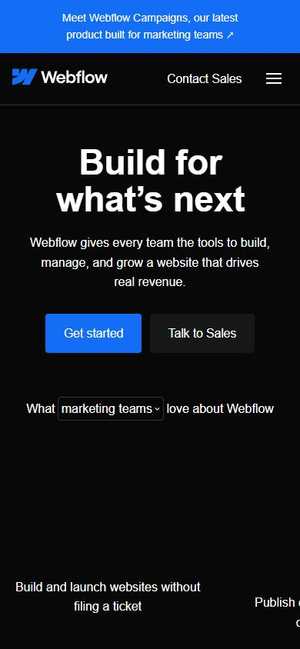 Meet Webflow Campaigns, our latest
product built for marketing teams ↗
Webflow
Contact Sales
Build for
what's next
Webflow gives every team the tools to build,
manage, and grow a website that drives
real revenue.
Get started
Talk to Sales
What marketing teams love about Webflow
Build and launch websites without
filing a ticket
Publish